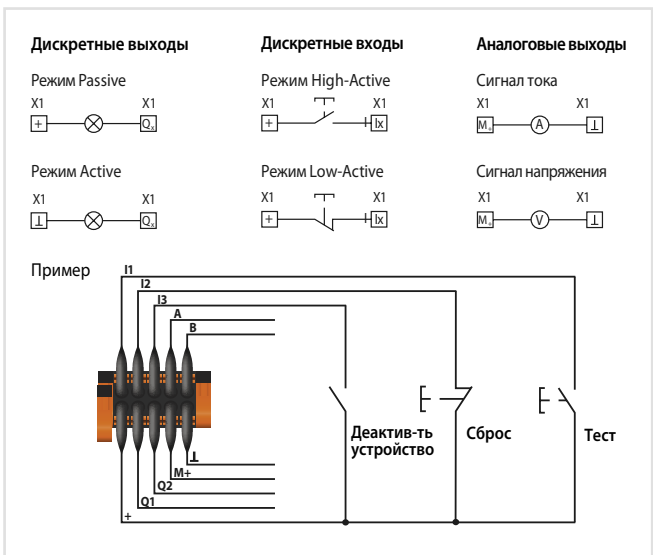 Дискретные выходы
Дискретные входы
Аналоговые выходы
Режим Passive
Режим High-Active
Сигнал тока
X1 X1
X1 X1
X1 X1
+ Qx
+ Ix
M+ A ⊥
Режим Active
Режим Low-Active
Сигнал напряжения
X1 X1
X1 X1
X1 X1
⊥ Qx
+ Ix
M+ V ⊥
Пример
I1
I2
I3
A
B
Деактив-ть
устройство
Сброс
Тест
⊥
M+
Q2
Q1
+